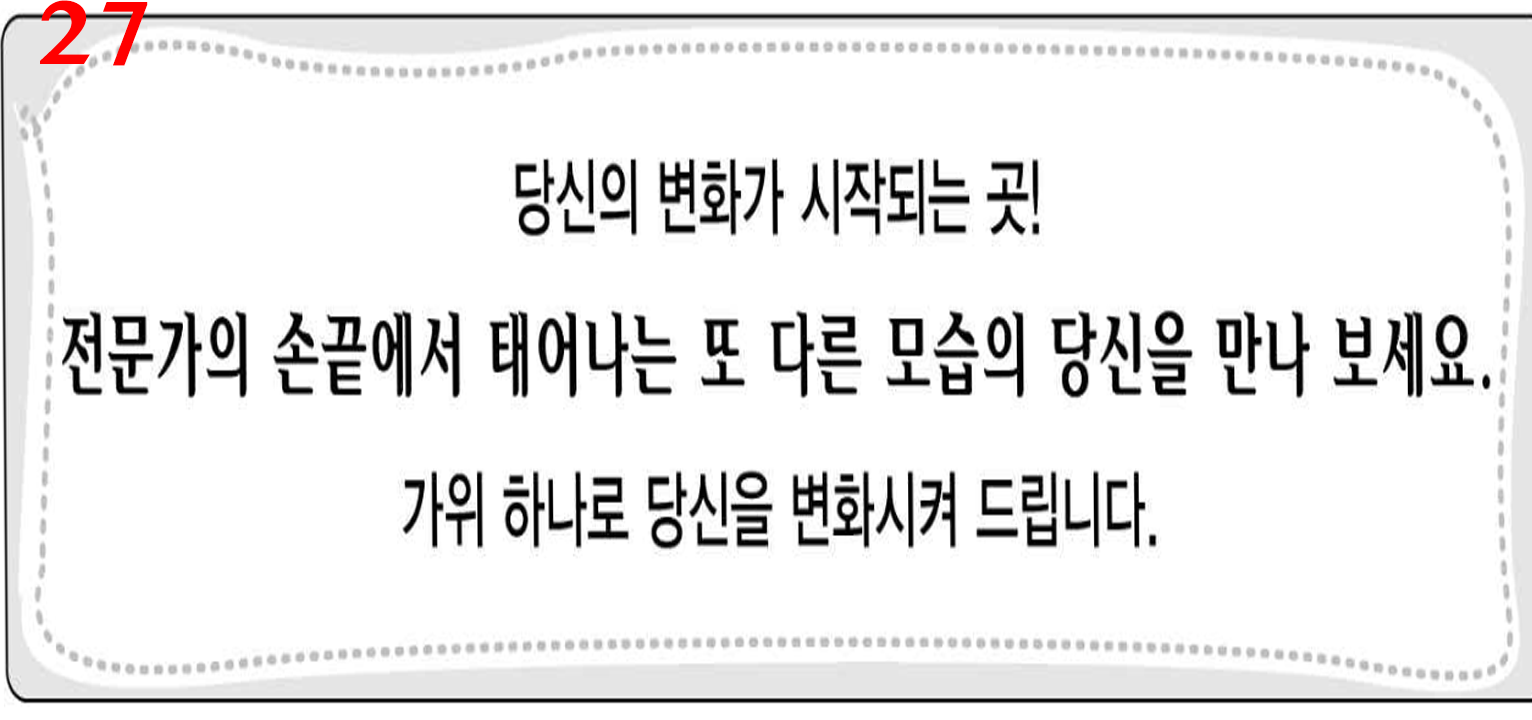 27
당신의 변화가 시작되는 곳!
전문가의 손끝에서 태어나는 또 다른 모습의 당신을 만나 보세요.
가위 하나로 당신을 변화시켜 드립니다.